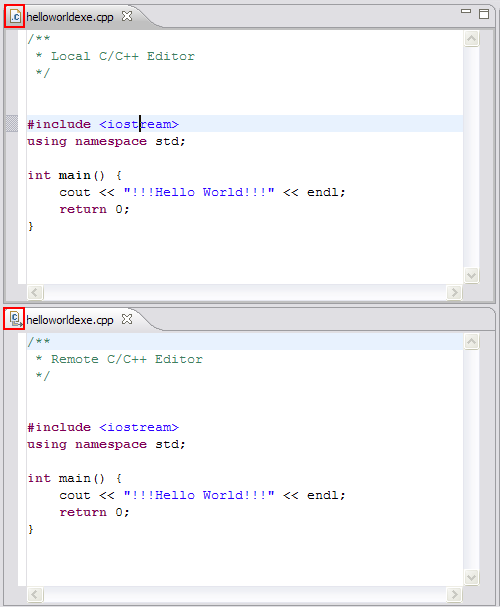 helloworldexe.cpp
/**
 * Local C/C++ Editor
 */
#include <iostream>
using namespace std;
int main() {
    cout << "!!!Hello World!!!" << endl;
    return 0;
}
helloworldexe.cpp
/**
 * Remote C/C++ Editor
 */
#include <iostream>
using namespace std;
int main() {
    cout << "!!!Hello World!!!" << endl;
    return 0;
}